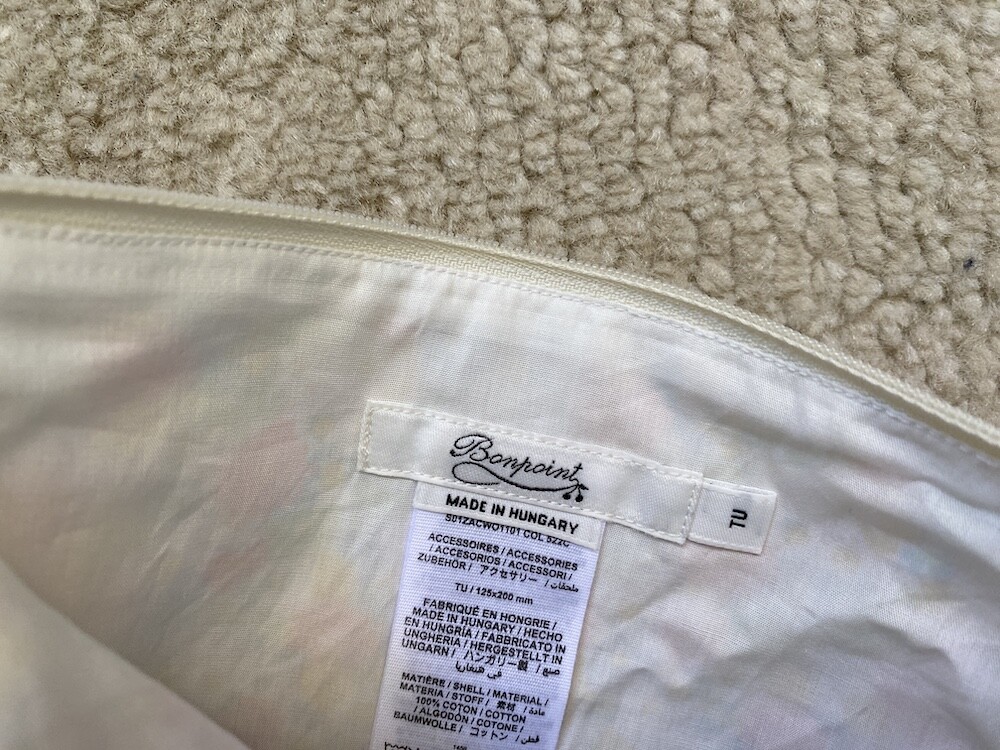 Bonpoint
TU
MADE IN HUNGARY
S01ZACWO1101 COL 522C
ACCESSOIRES / ACCESSORIES
/ ACCESORIOS / ACCESSORI /
ZUBEHÖR / アクセサリー / ملحقات
TU / 125x200 mm
FABRIQUÉ EN HONGRIE /
MADE IN HUNGARY / HECHO
EN HUNGRÍA / FABBRICATO IN
UNGHERIA / HERGESTELLT IN
UNGARN / ハンガリー製 / صنع
في هنغاريا
MATIÈRE / SHELL / MATERIAL /
MATERIA / STOFF / 素材 / مادة
100% COTON / COTTON
/ ALGODÓN / COTONE /
BAUMWOLLE / コットン / قطن